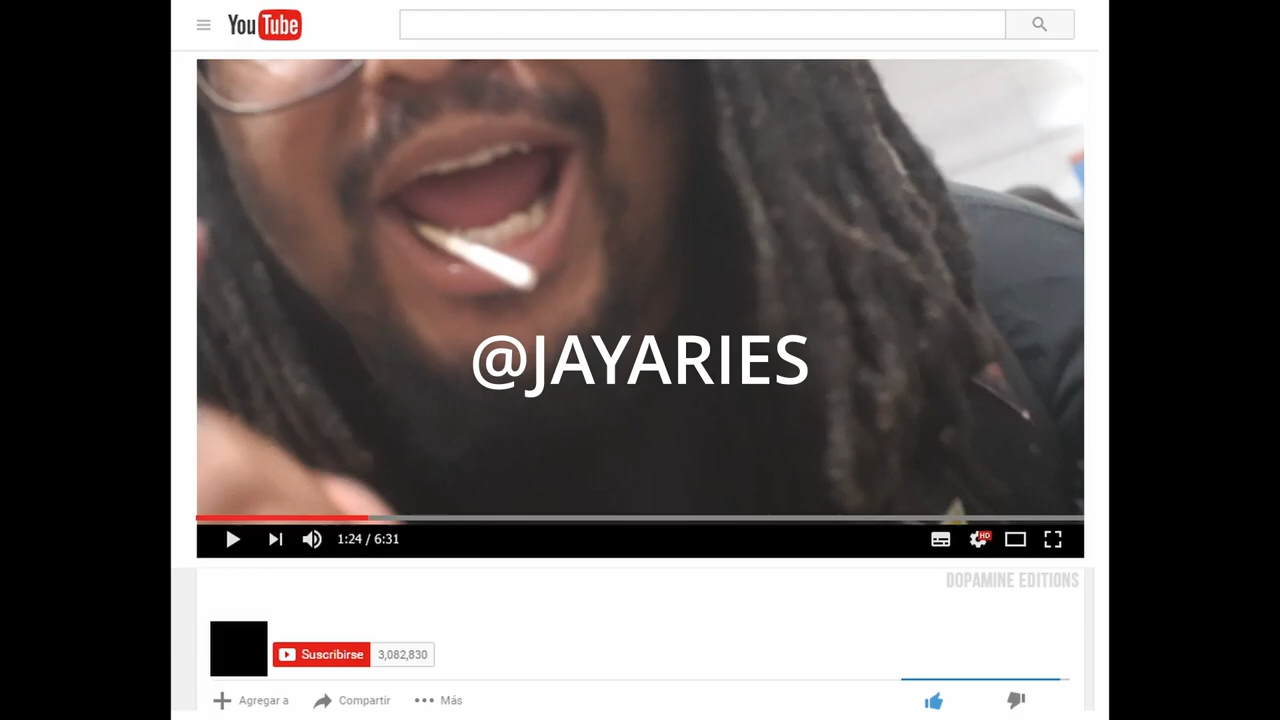 YouTube
@JAYARIES
1:24 / 6:31
HD
DOPAMINE EDITIONS
Suscribirse 3,082,830
Agregar a Compartir Más